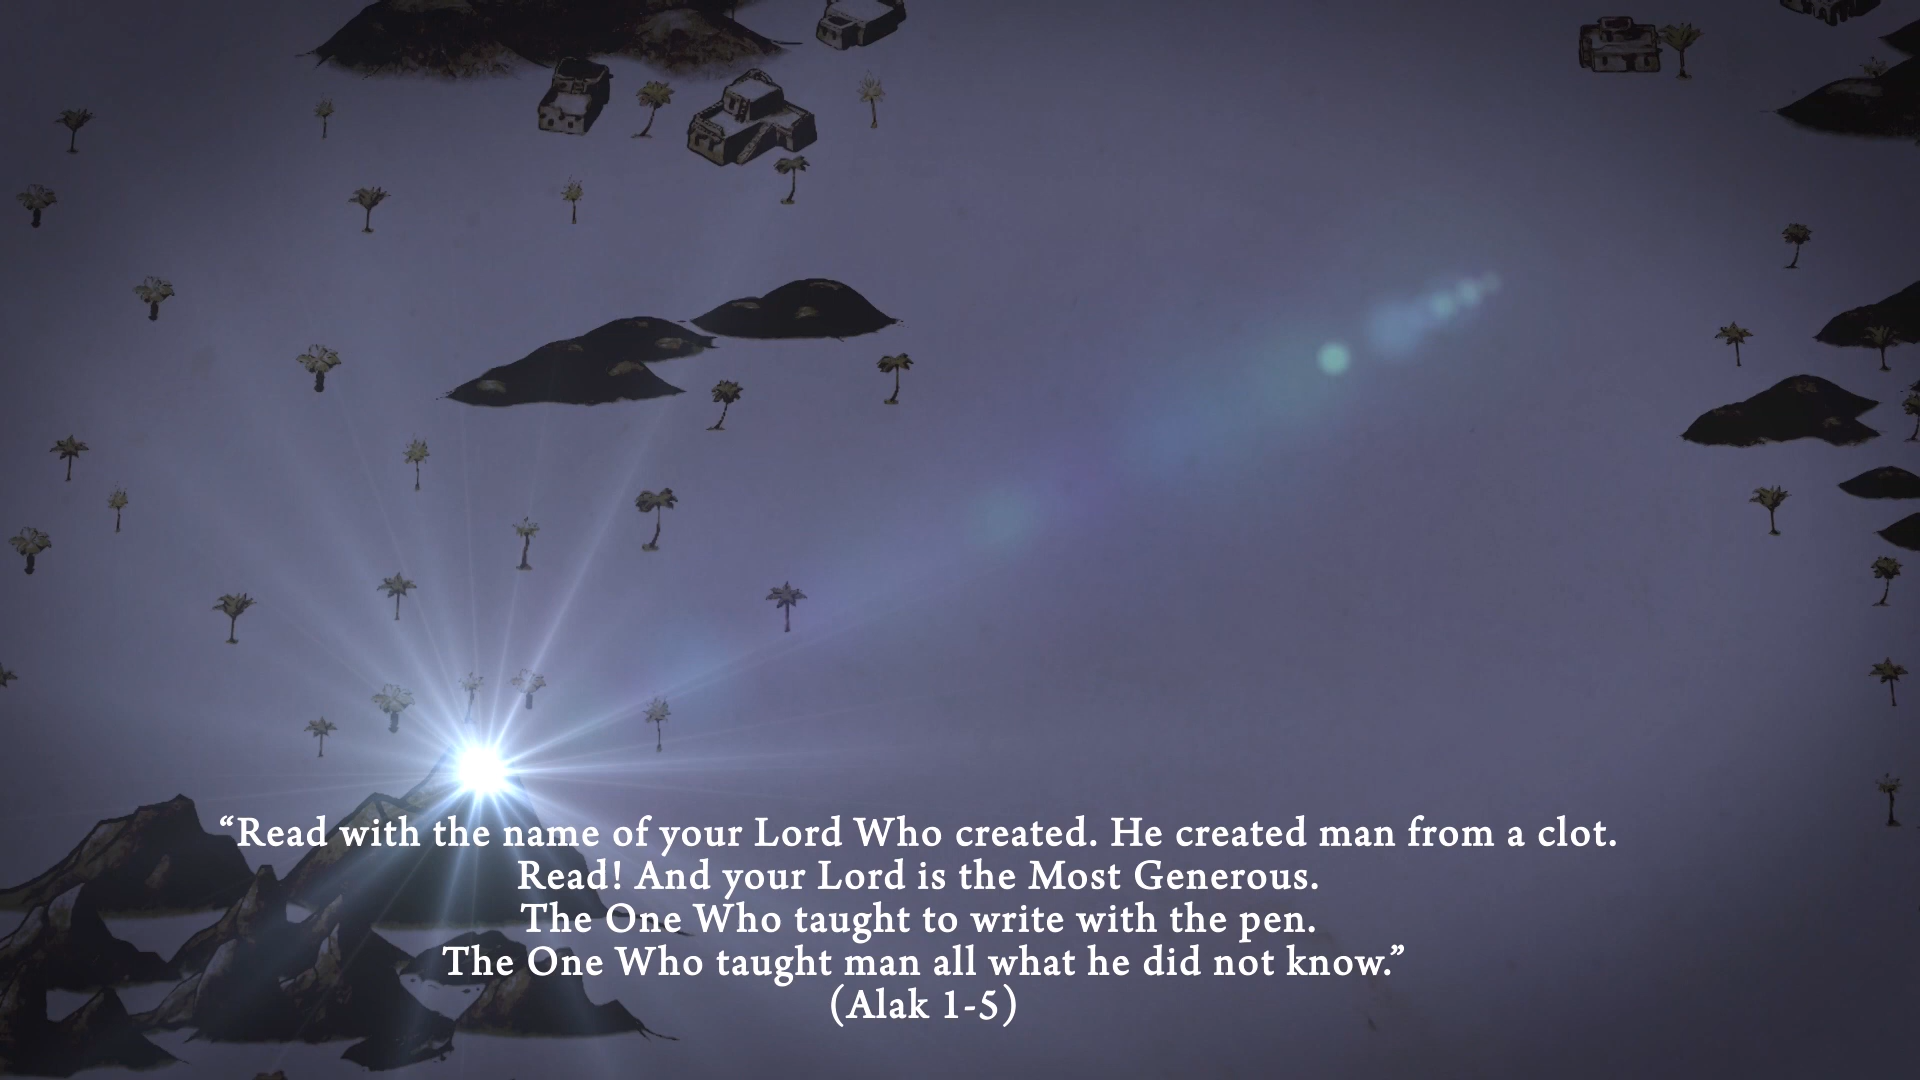 “Read with the name of your Lord Who created. He created man from a clot.
Read! And your Lord is the Most Generous.
The One Who taught to write with the pen.
The One Who taught man all what he did not know.”
(Alak 1-5)